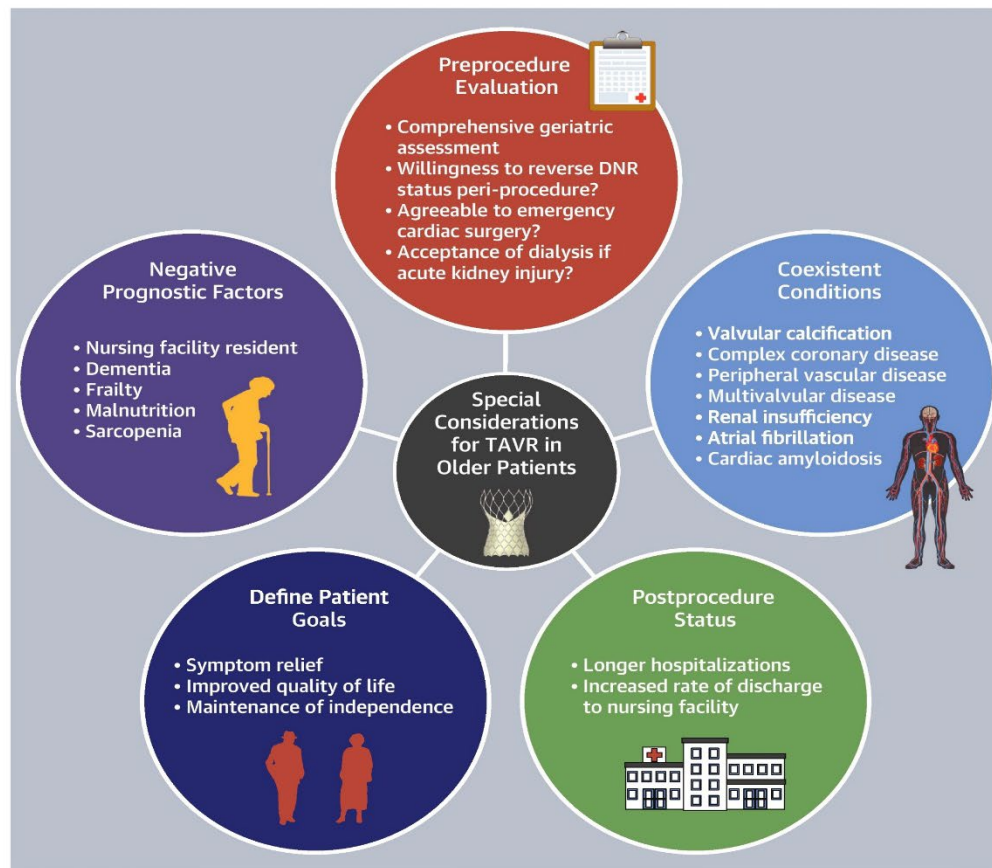 Preprocedure
Evaluation
• Comprehensive geriatric
assessment
• Willingness to reverse DNR
status peri-procedure?
• Agreeable to emergency
cardiac surgery?
• Acceptance of dialysis if
acute kidney injury?
Negative
Prognostic Factors
• Nursing facility resident
• Dementia
• Frailty
• Malnutrition
• Sarcopenia
Coexistent
Conditions
• Valvular calcification
• Complex coronary disease
• Peripheral vascular disease
• Multivalvular disease
• Renal insufficiency
• Atrial fibrillation
• Cardiac amyloidosis
Special
Considerations
for TAVR in
Older Patients
Define Patient
Goals
• Symptom relief
• Improved quality of life
• Maintenance of independence
Postprocedure
Status
• Longer hospitalizations
• Increased rate of discharge
to nursing facility